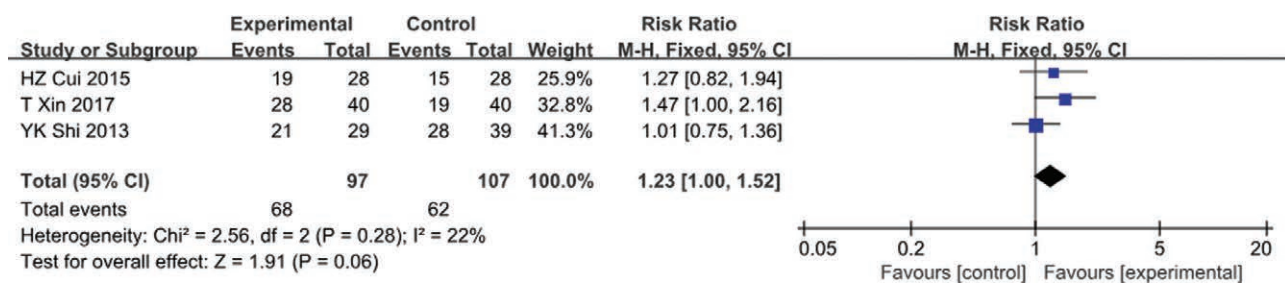 Experimental Control Risk Ratio Risk Ratio
Study or Subgroup Events Total Events Total Weight M-H, Fixed, 95% CI M-H, Fixed, 95% CI
HZ Cui 2015 19 28 15 28 25.9% 1.27 [0.82, 1.94]
T Xin 2017 28 40 19 40 32.8% 1.47 [1.00, 2.16]
YK Shi 2013 21 29 28 39 41.3% 1.01 [0.75, 1.36]
Total (95% CI) 97 107 100.0% 1.23 [1.00, 1.52]
Total events 68 62
Heterogeneity: Chi² = 2.56, df = 2 (P = 0.28); I² = 22%
Test for overall effect: Z = 1.91 (P = 0.06)
0.05 0.2 1 5 20
Favours [control] Favours [experimental]